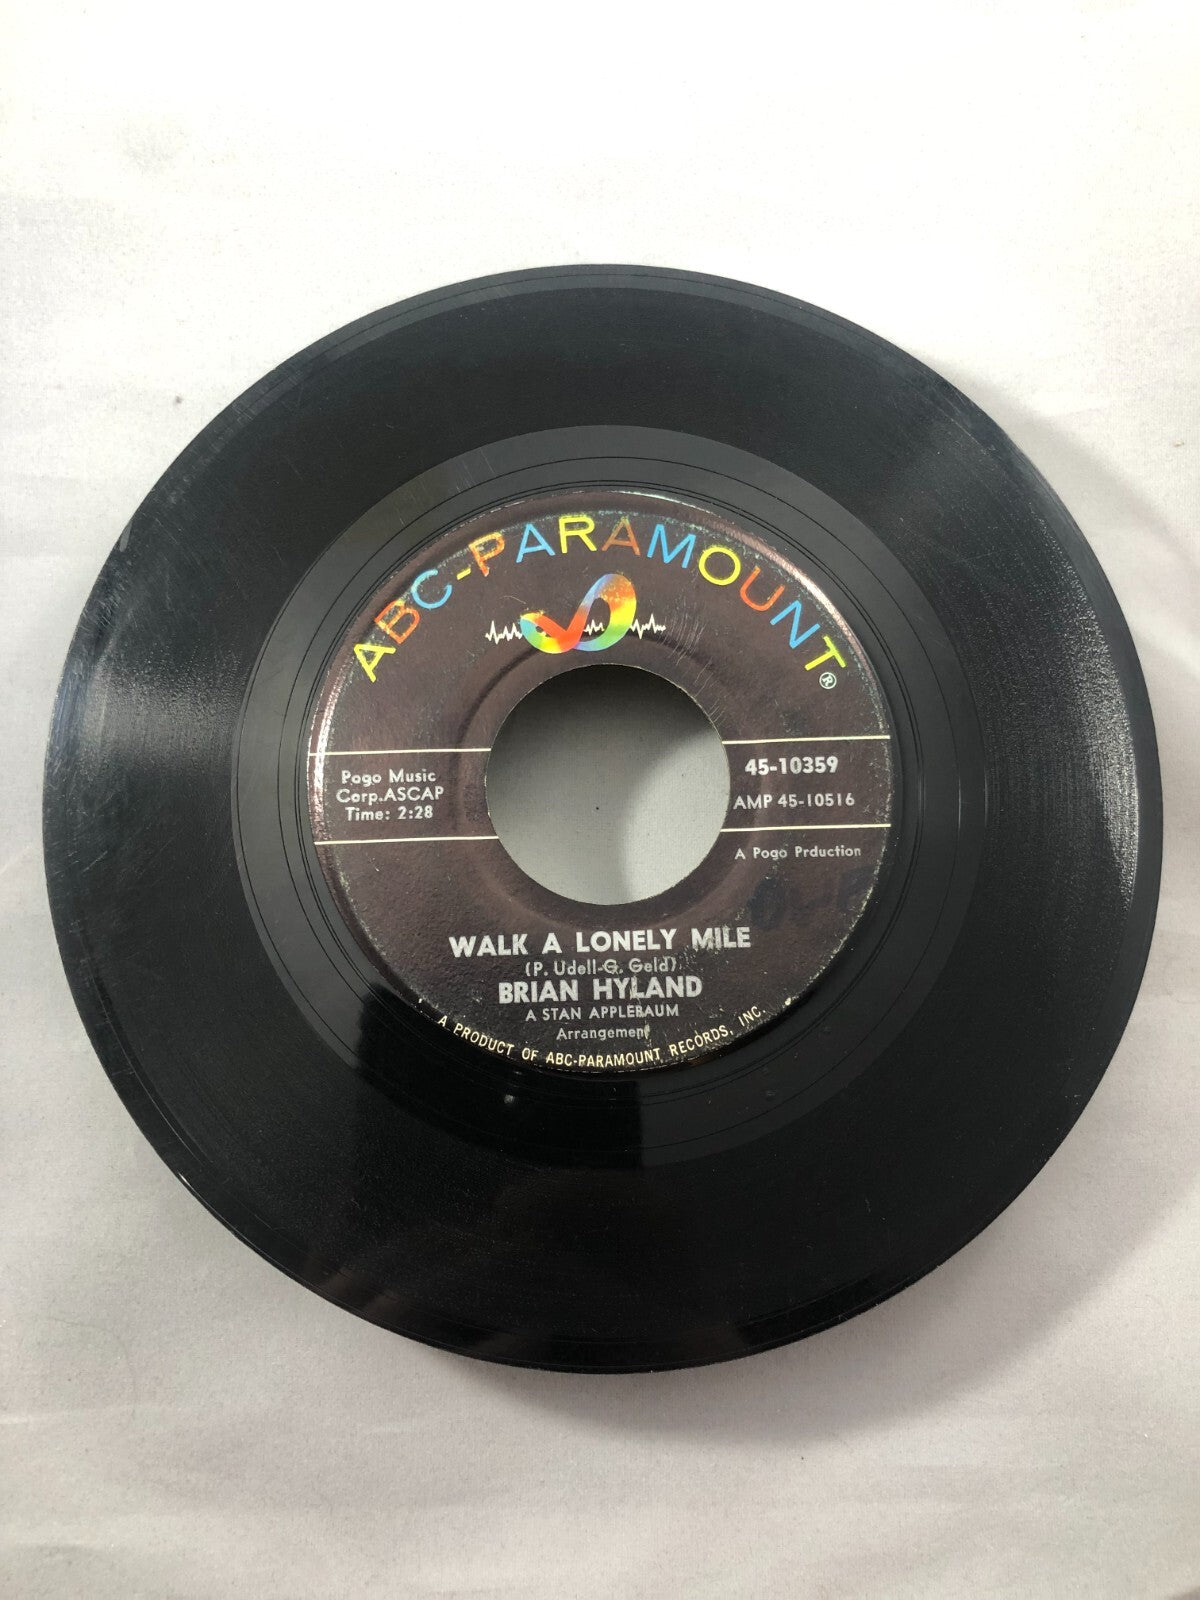 ABC-PARAMOUNT®
Pogo Music
Corp.ASCAP
Time: 2:28
45-10359
AMP 45-10516
A Pogo Prduction
WALK A LONELY MILE
(P. Udell-G. Geld)
BRIAN HYLAND
A STAN APPLEBAUM
Arrangement
A PRODUCT OF ABC-PARAMOUNT RECORDS, INC.